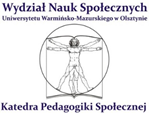 Wydział Nauk Społecznych
Uniwersytetu Warmińsko-Mazurskiego w Olsztynie
Katedra Pedagogiki Społecznej